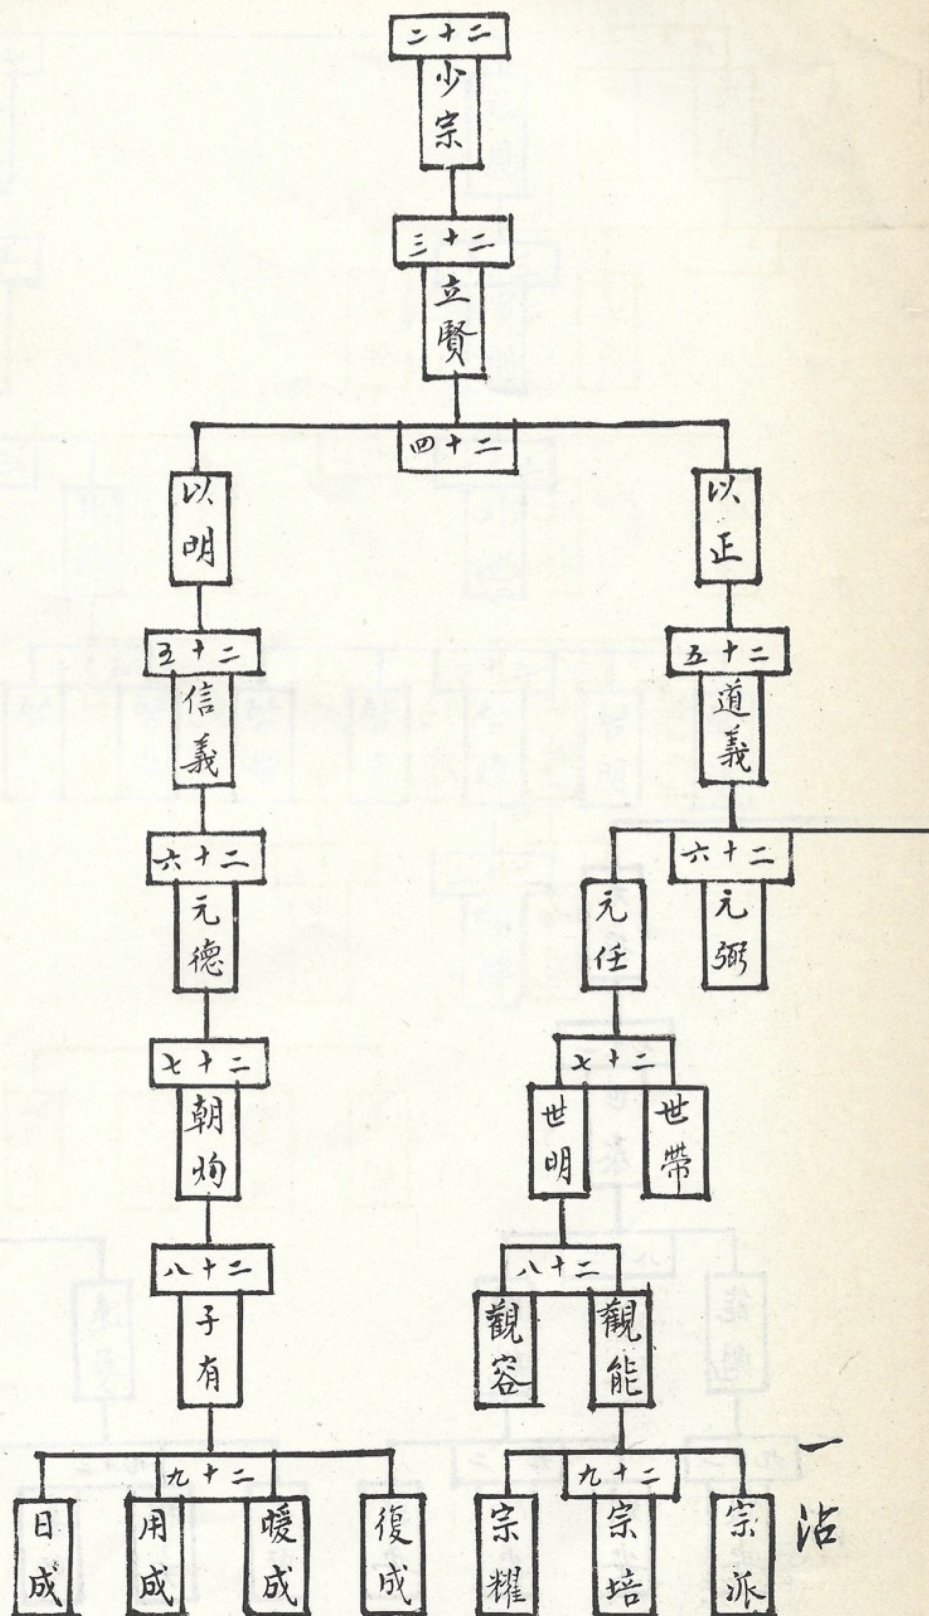 二十二
少宗
二十三
立賢
二十四
以正
以明
二十五
道義
二十五
信義
二十六
元弼
元任
二十六
元德
二十七
世帶
世明
二十七
朝炯
二十八
觀能
觀容
二十八
子有
二十九
宗派
宗培
宗耀
二十九
復成
暖成
用成
日成
一沾